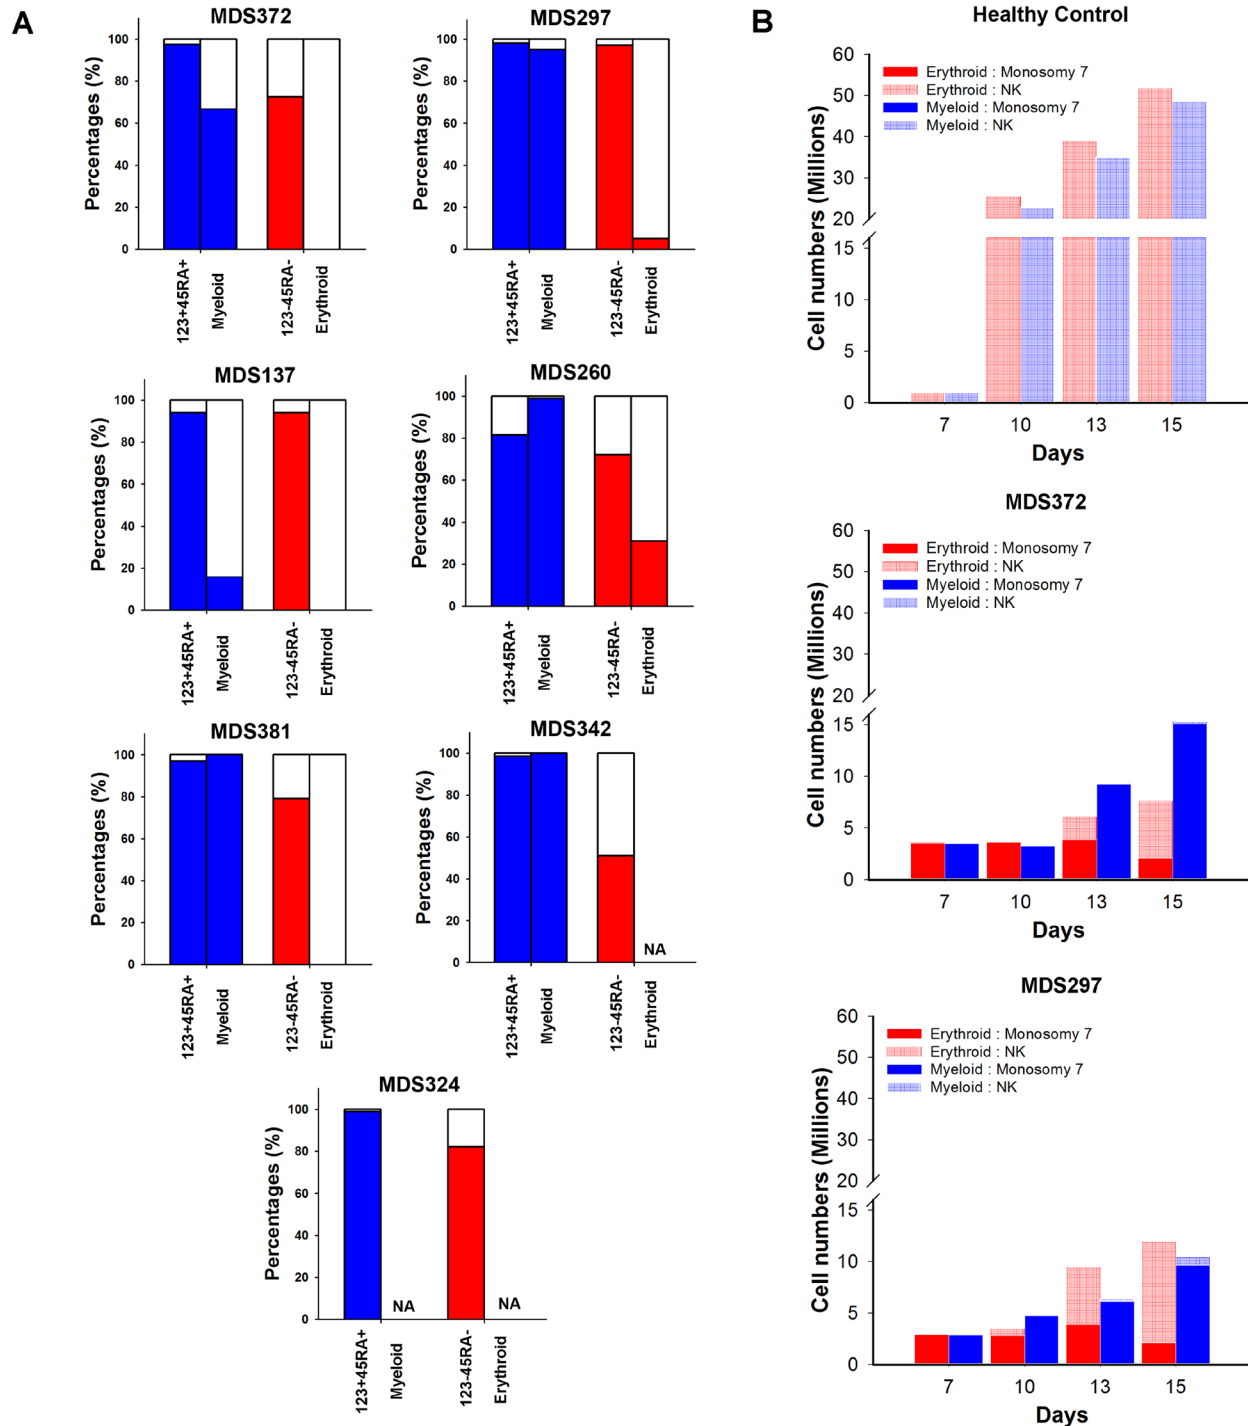 A
MDS372
Percentages (%)
100
80
60
40
20
0
123+45RA+
Myeloid
123-45RA-
Erythroid
MDS297
Percentages (%)
100
80
60
40
20
0
123+45RA+
Myeloid
123-45RA-
Erythroid
MDS137
Percentages (%)
100
80
60
40
20
0
123+45RA+
Myeloid
123-45RA-
Erythroid
MDS260
Percentages (%)
100
80
60
40
20
0
123+45RA+
Myeloid
123-45RA-
Erythroid
MDS381
Percentages (%)
100
80
60
40
20
0
123+45RA+
Myeloid
123-45RA-
Erythroid
MDS342
Percentages (%)
100
80
60
40
20
0
NA
123+45RA+
Myeloid
123-45RA-
Erythroid
MDS324
Percentages (%)
100
80
60
40
20
0
NA
NA
123+45RA+
Myeloid
123-45RA-
Erythroid
B
Healthy Control
Cell numbers (Millions)
60
50
40
30
20
15
10
5
0
Erythroid : Monosomy 7
Erythroid : NK
Myeloid : Monosomy 7
Myeloid : NK
7
10
13
15
Days
MDS372
Cell numbers (Millions)
60
50
40
30
20
15
10
5
0
Erythroid : Monosomy 7
Erythroid : NK
Myeloid : Monosomy 7
Myeloid : NK
7
10
13
15
Days
MDS297
Cell numbers (Millions)
60
50
40
30
20
15
10
5
0
Erythroid : Monosomy 7
Erythroid : NK
Myeloid : Monosomy 7
Myeloid : NK
7
10
13
15
Days